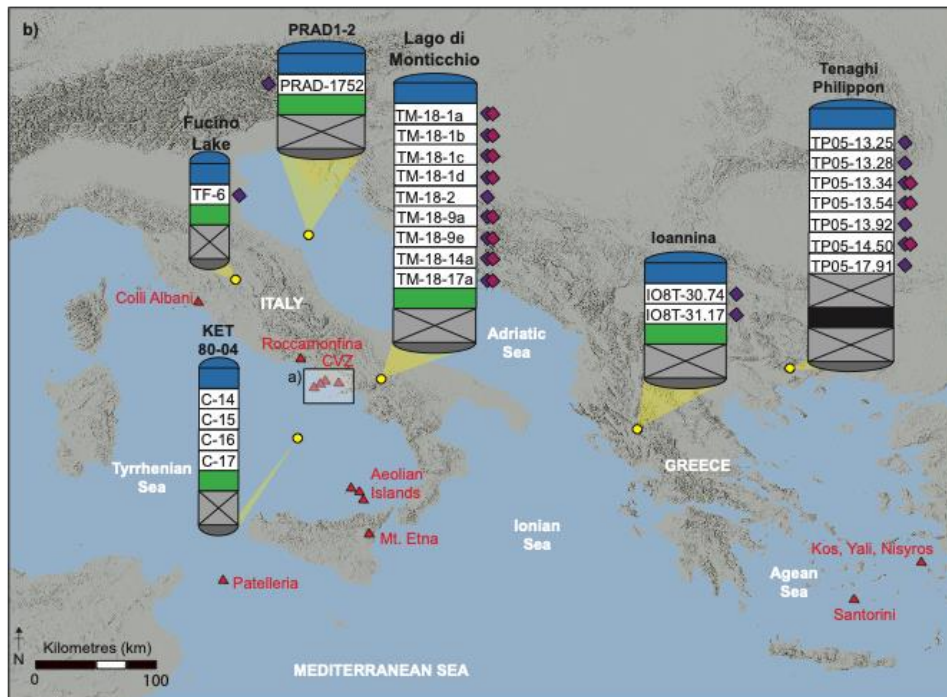 b)
PRAD1-2
PRAD-1752
Lago di
Monticchio
TM-18-1a
TM-18-1b
TM-18-1c
TM-18-1d
TM-18-2
TM-18-9a
TM-18-9e
TM-18-14a
TM-18-17a
Tenaghi
Philippon
TP05-13.25
TP05-13.28
TP05-13.34
TP05-13.54
TP05-13.92
TP05-14.50
TP05-17.91
Fucino
Lake
TF-6
Ioannina
IO8T-30.74
IO8T-31.17
Colli Albani
ITALY
Roccamonfina
CVZ
a)
Adriatic
Sea
KET
80-04
C-14
C-15
C-16
C-17
Tyrrhenian
Sea
Aeolian
Islands
Mt. Etna
Patelleria
Ionian
Sea
GREECE
Kos, Yali, Nisyros
Agean
Sea
Santorini
N
Kilometres (km)
0
100
MEDITERRANEAN SEA